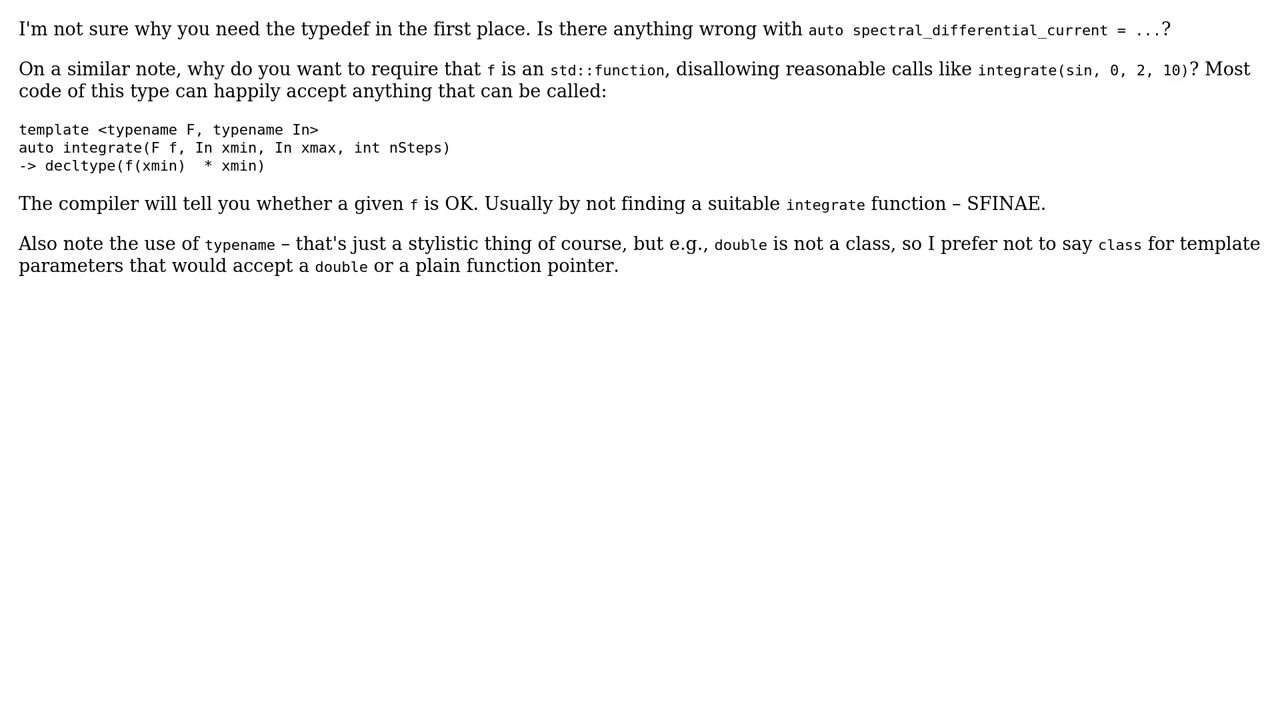 I'm not sure why you need the typedef in the first place. Is there anything wrong with auto spectral_differential_current = ...?
On a similar note, why do you want to require that f is an std::function, disallowing reasonable calls like integrate(sin, 0, 2, 10)? Most
code of this type can happily accept anything that can be called:
template <typename F, typename In>
auto integrate(F f, In xmin, In xmax, int nSteps)
-> decltype(f(xmin)  * xmin)
The compiler will tell you whether a given f is OK. Usually by not finding a suitable integrate function – SFINAE.
Also note the use of typename – that's just a stylistic thing of course, but e.g., double is not a class, so I prefer not to say class for template
parameters that would accept a double or a plain function pointer.